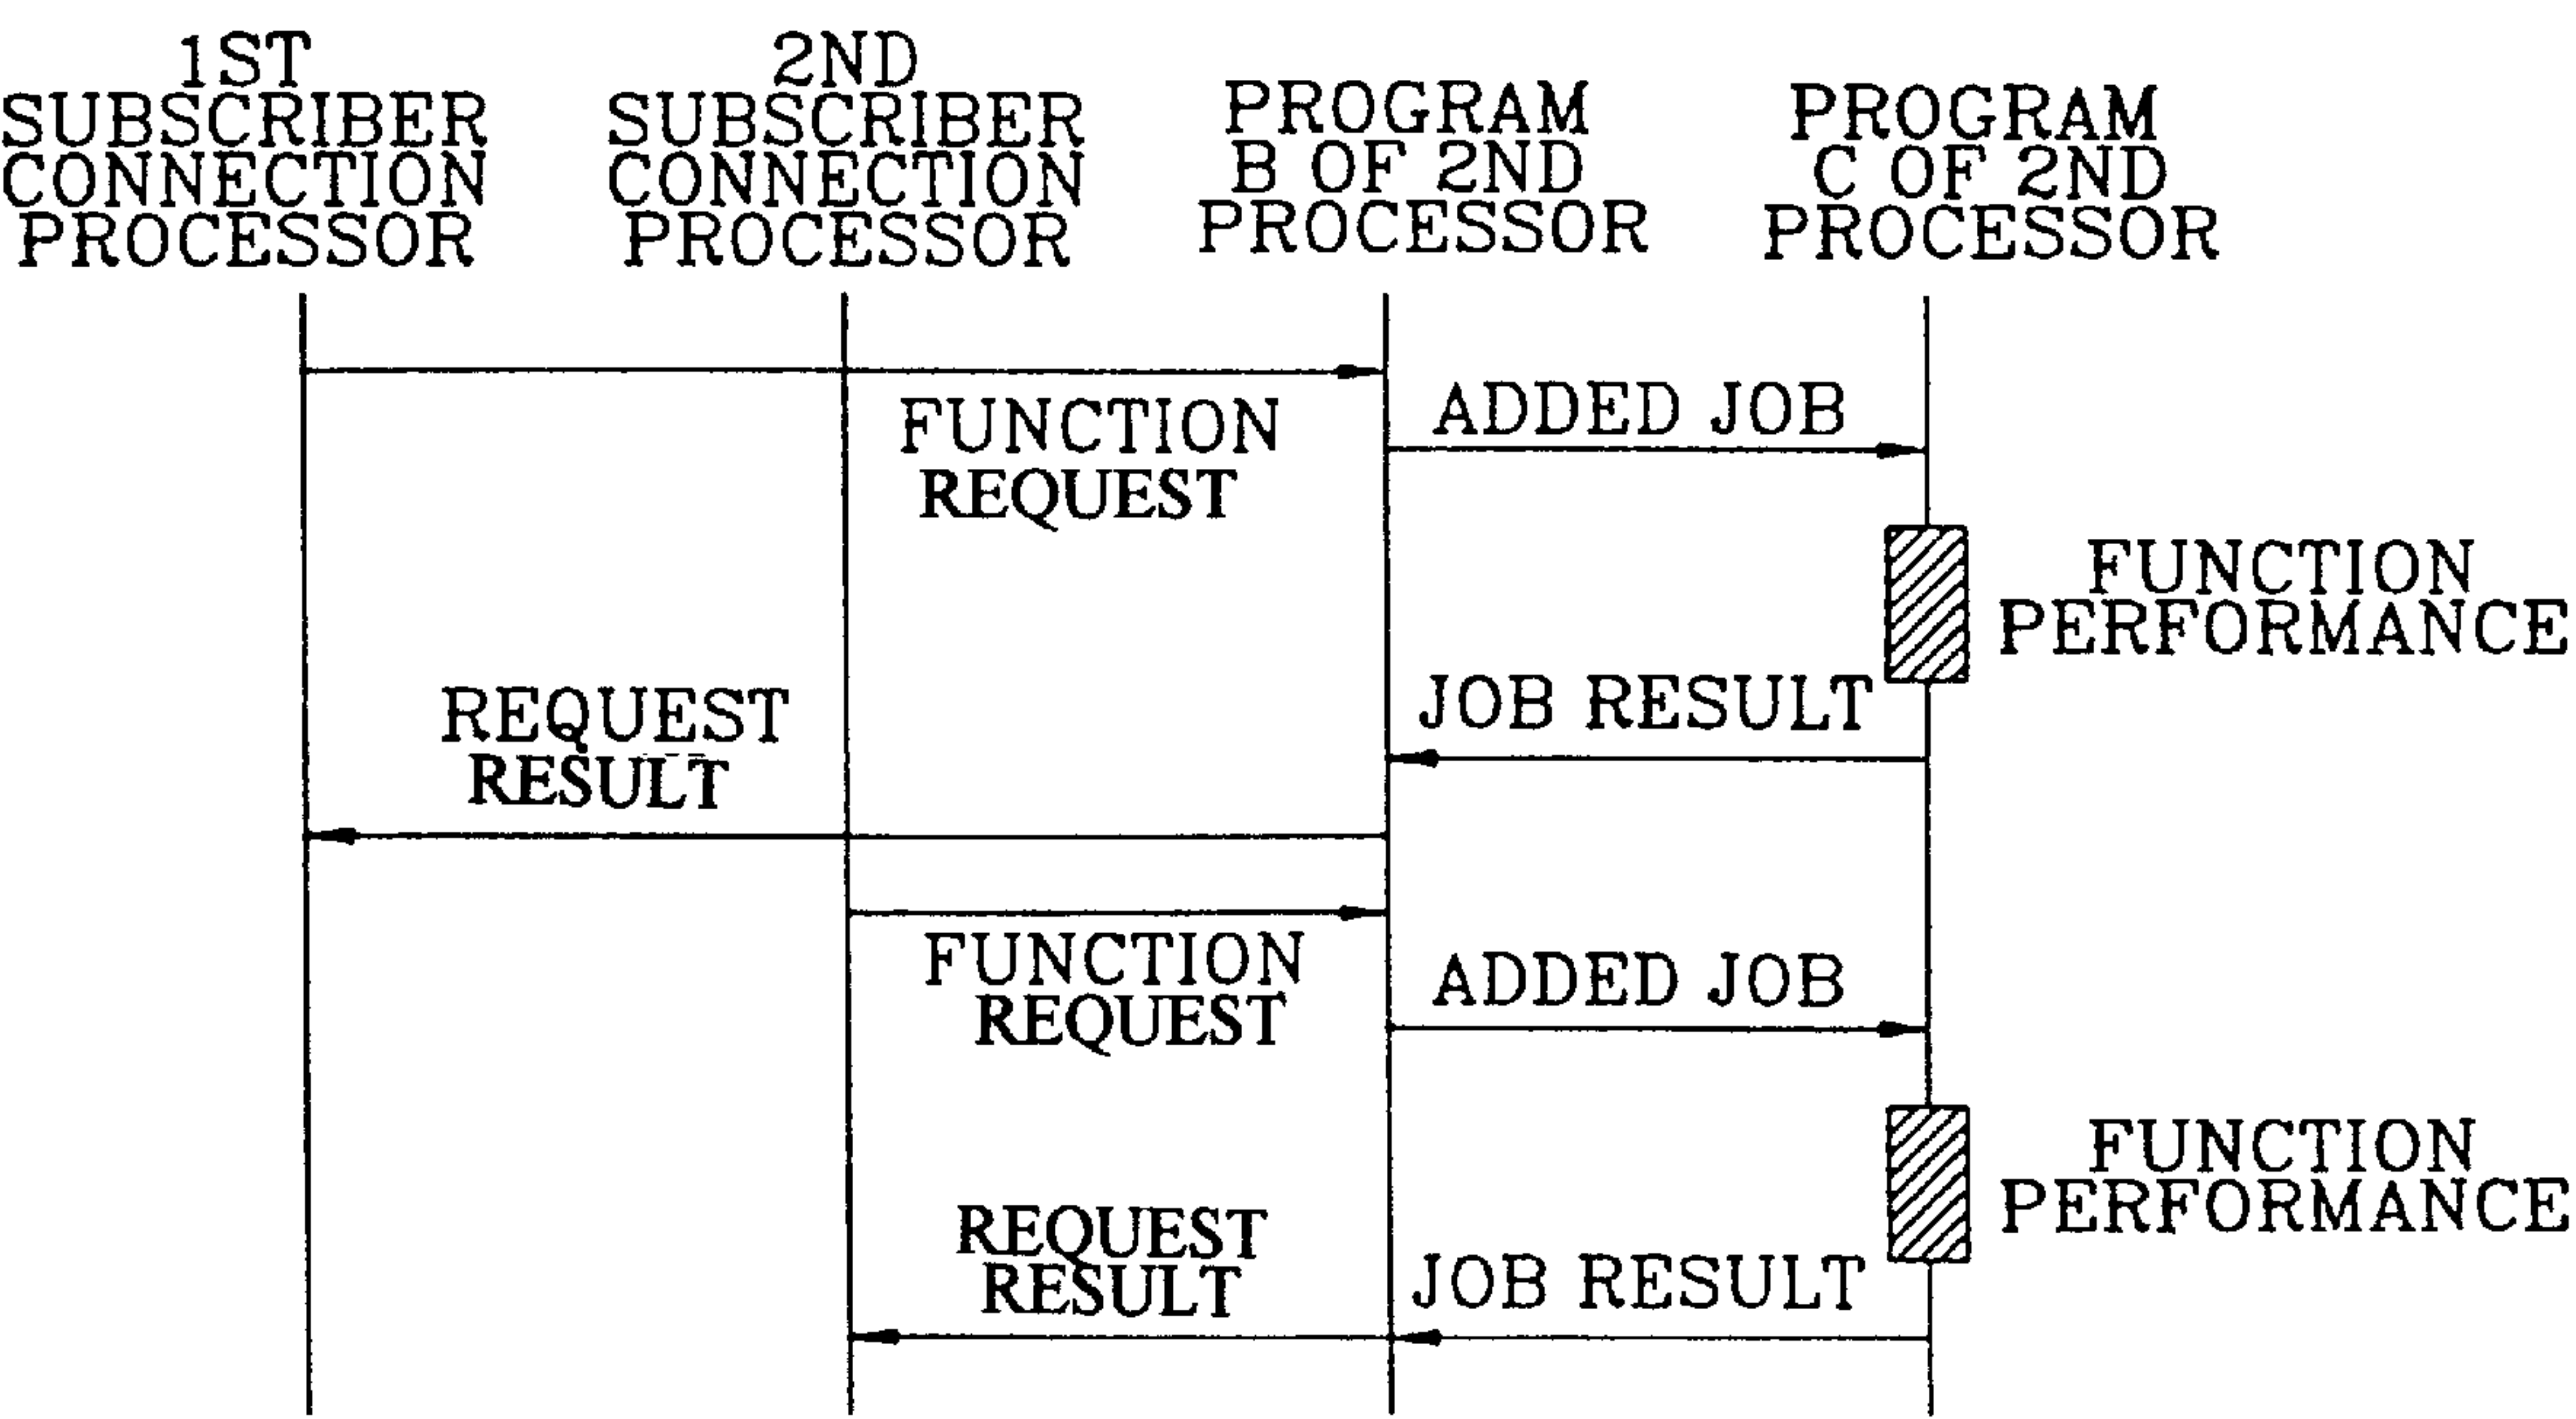 1ST
SUBSCRIBER
CONNECTION
PROCESSOR
2ND
SUBSCRIBER
CONNECTION
PROCESSOR
PROGRAM
B OF 2ND
PROCESSOR
PROGRAM
C OF 2ND
PROCESSOR
FUNCTION
REQUEST
ADDED JOB
FUNCTION
PERFORMANCE
JOB RESULT
REQUEST
RESULT
FUNCTION
REQUEST
ADDED JOB
FUNCTION
PERFORMANCE
REQUEST
RESULT
JOB RESULT